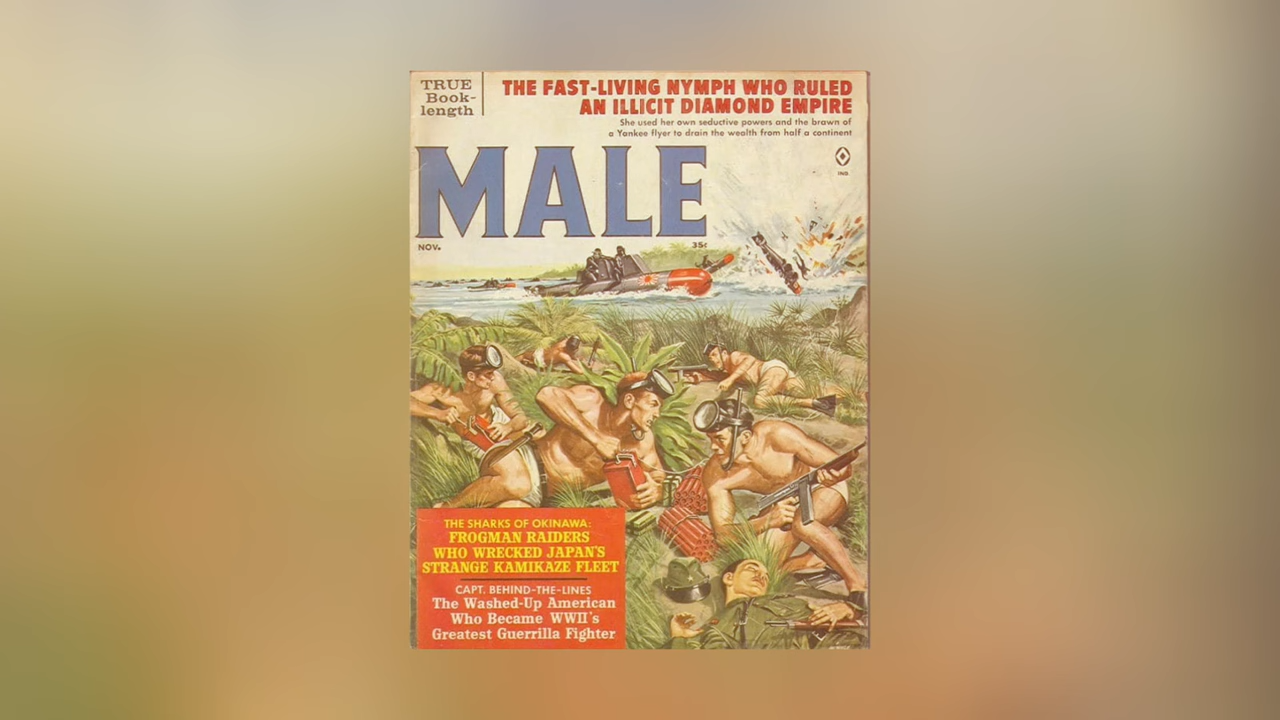 TRUE
Book-
length
THE FAST-LIVING NYMPH WHO RULED
AN ILLICIT DIAMOND EMPIRE
She used her own seductive powers and the brawn of
a Yankee flyer to drain the wealth from half a continent
MALE
IND.
NOV.
35¢
THE SHARKS OF OKINAWA:
FROGMAN RAIDERS
WHO WRECKED JAPAN'S
STRANGE KAMIKAZE FLEET
CAPT. BEHIND-THE-LINES
The Washed-Up American
Who Became WWII's
Greatest Guerrilla Fighter